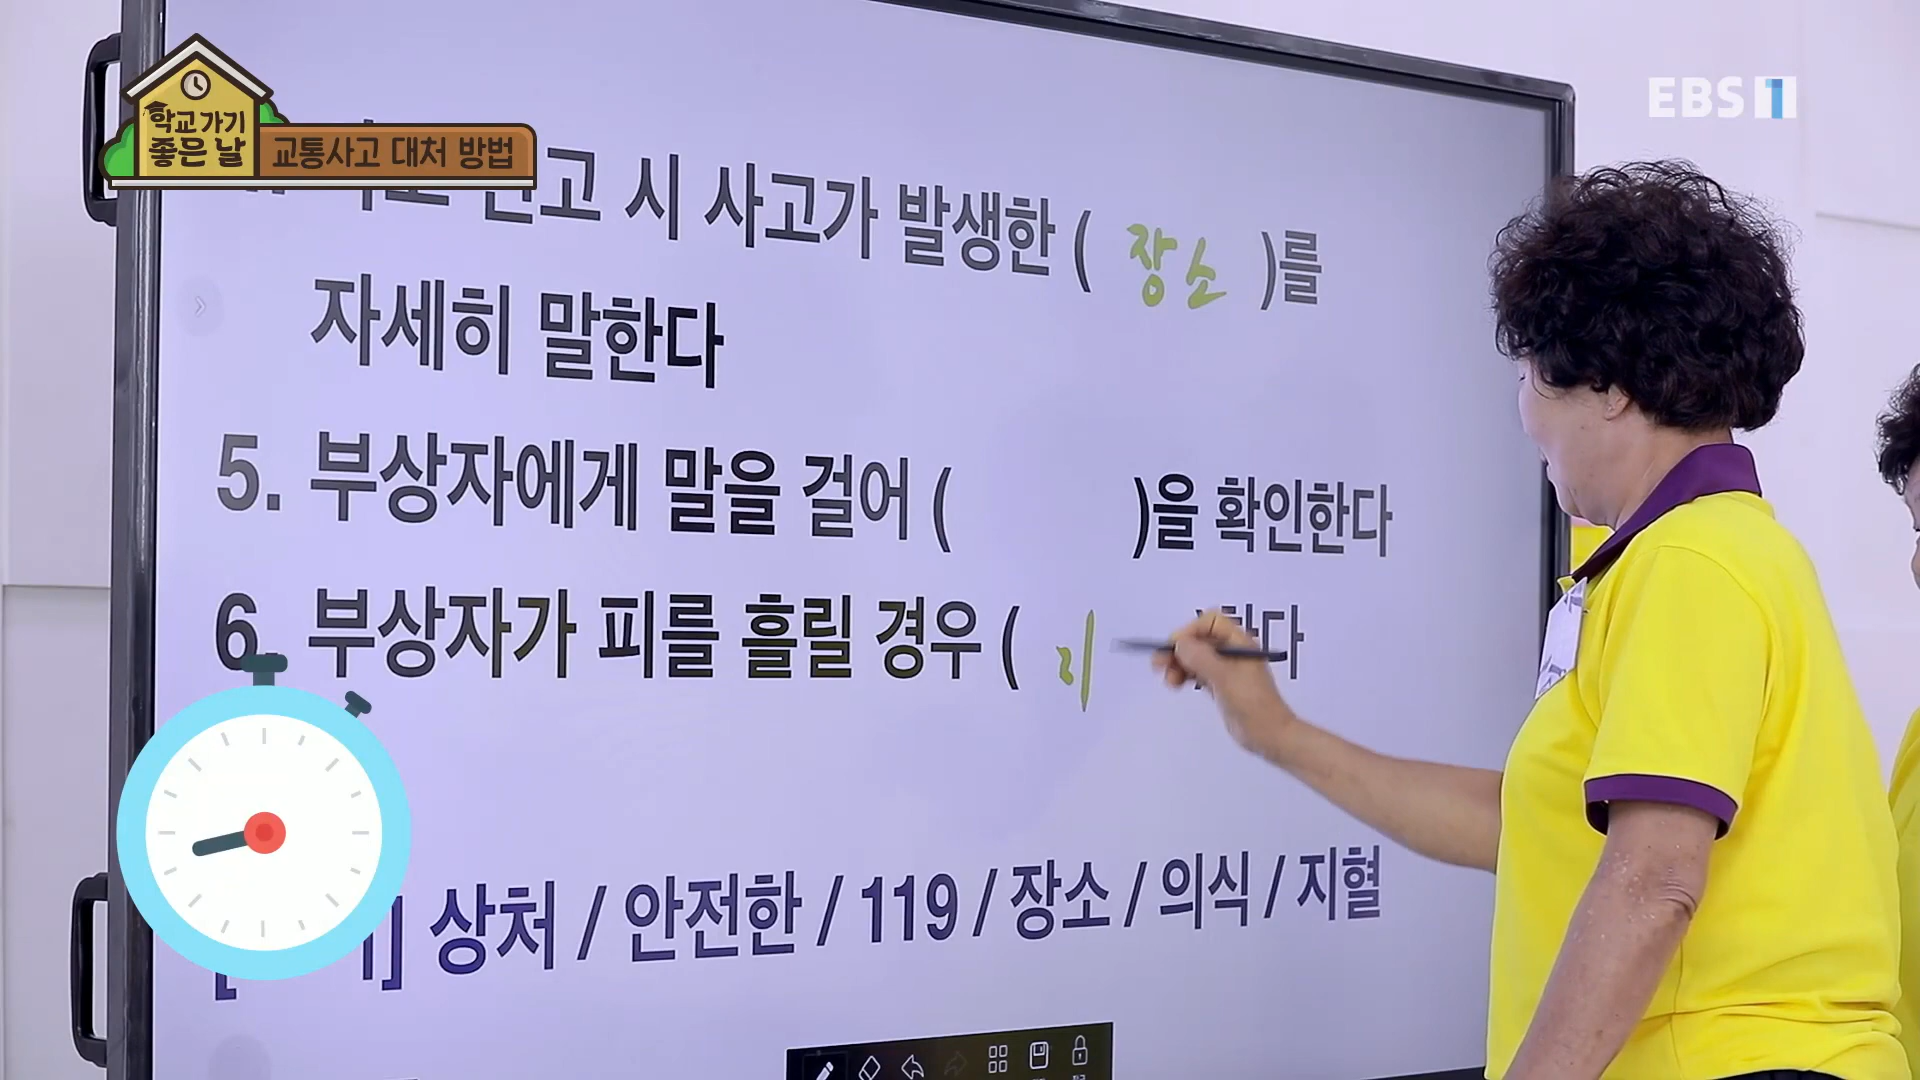 EBS 1
학교 가기
좋은 날
교통사고 대처 방법
시 사고가 발생한 ( 장소 )를
자세히 말한다
5. 부상자에게 말을 걸어 ( )을 확인한다
6. 부상자가 피를 흘릴 경우 ( 리 )한다
] 상처 / 안전한 / 119 / 장소 / 의식 / 지혈